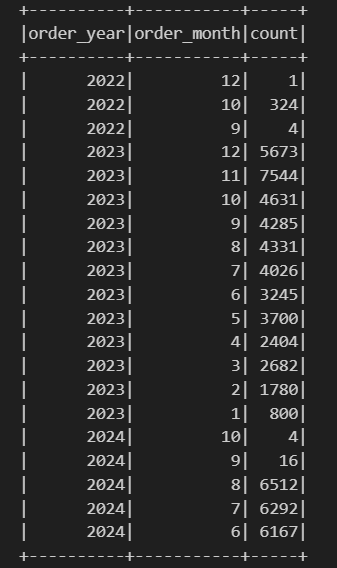 +----------+-----------+-----+
|order_year|order_month|count|
+----------+-----------+-----+
|      2022|         12|    1|
|      2022|         10|  324|
|      2022|          9|    4|
|      2023|         12| 5673|
|      2023|         11| 7544|
|      2023|         10| 4631|
|      2023|          9| 4285|
|      2023|          8| 4331|
|      2023|          7| 4026|
|      2023|          6| 3245|
|      2023|          5| 3700|
|      2023|          4| 2404|
|      2023|          3| 2682|
|      2023|          2| 1780|
|      2023|          1|  800|
|      2024|         10|    4|
|      2024|          9|   16|
|      2024|          8| 6512|
|      2024|          7| 6292|
|      2024|          6| 6167|
+----------+-----------+-----+